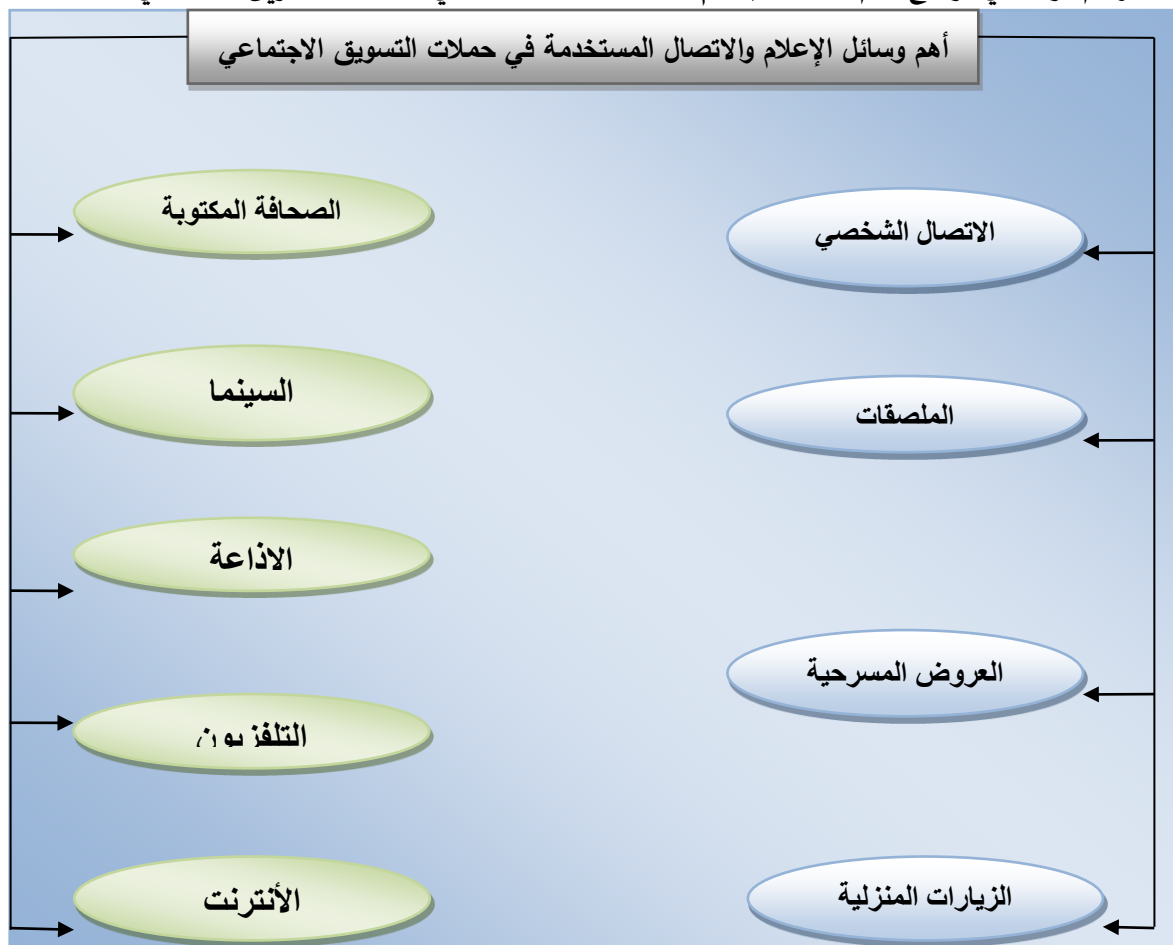 أهم وسائل الإعلام والاتصال المستخدمة في حملات التسويق الاجتماعي
الاتصال الشخصي
الملصقات
العروض المسرحية
الزيارات المنزلية
الصحافة المكتوبة
السينما
الاذاعة
التلفزيون
الأنترنت